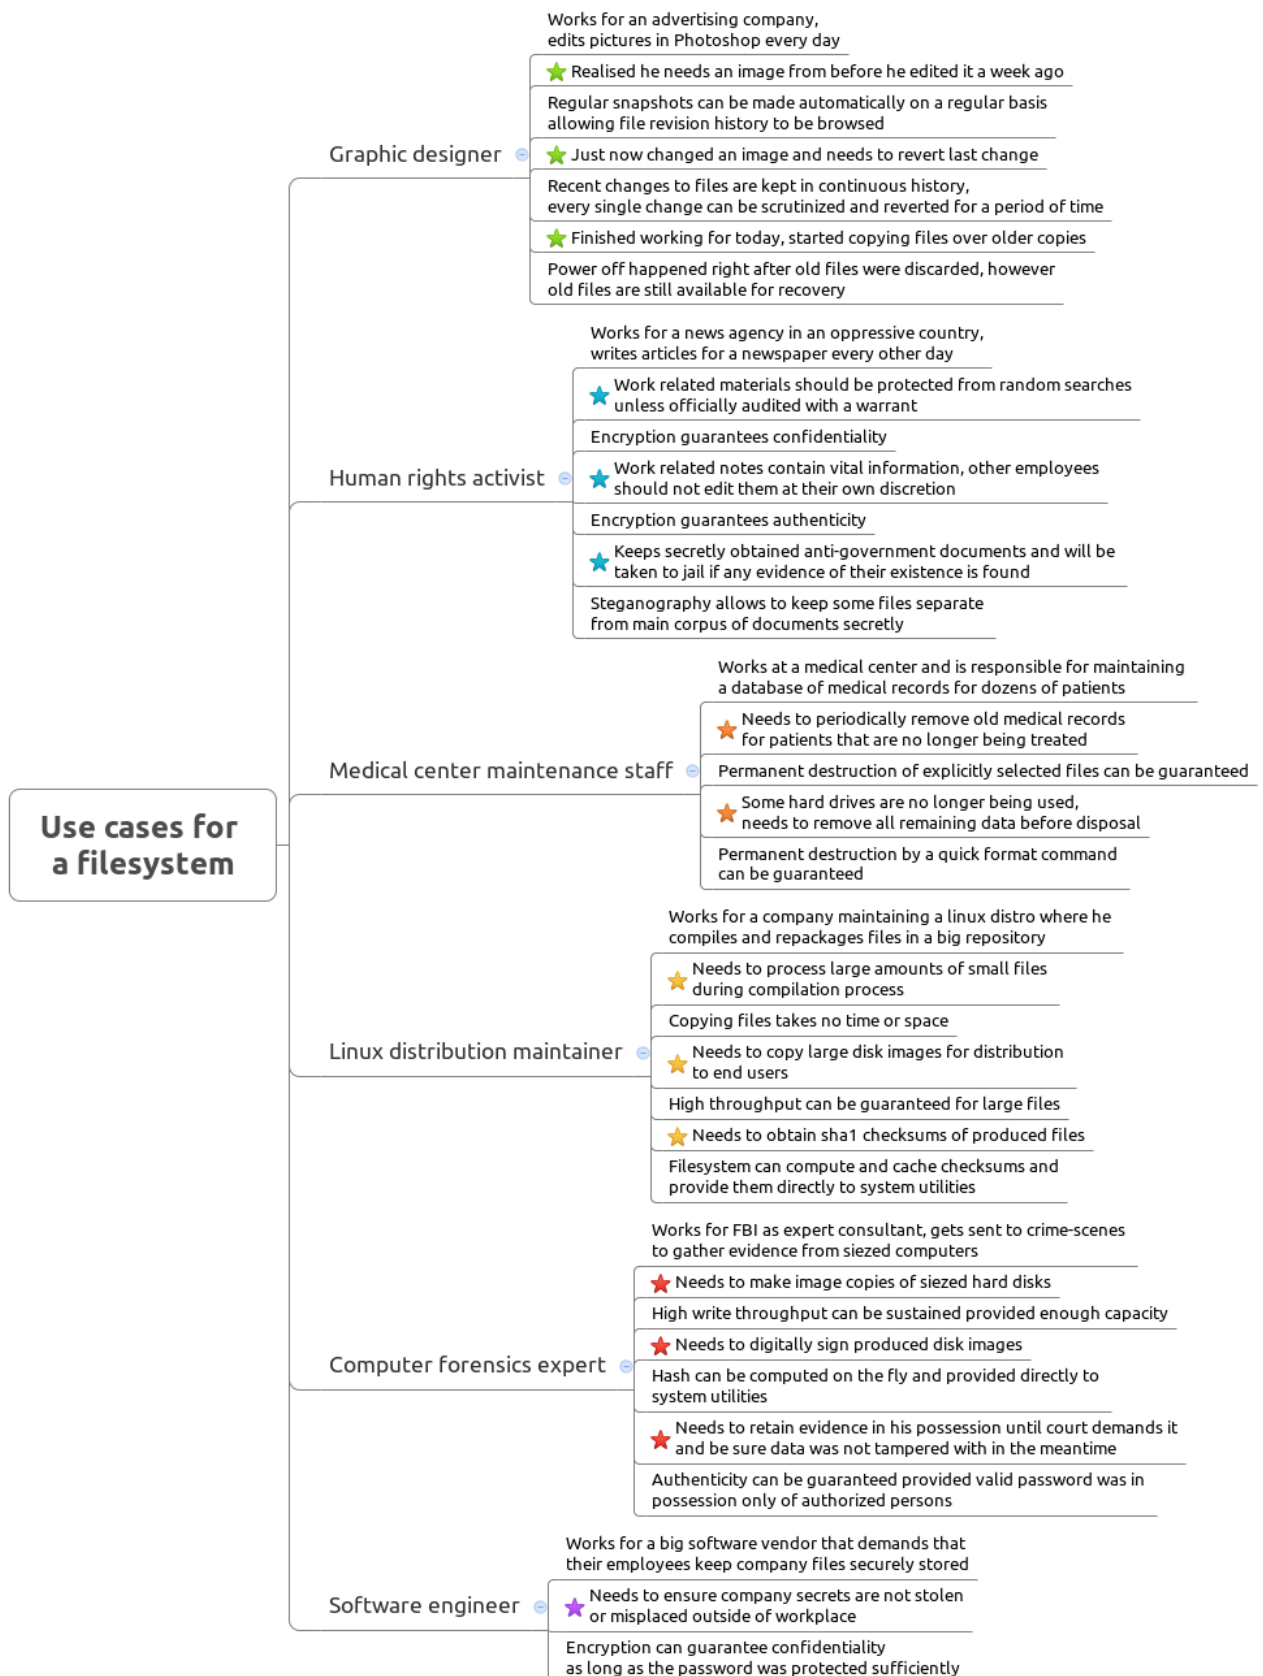 Use cases for
a filesystem
Graphic designer
Works for an advertising company,
edits pictures in Photoshop every day
Realised he needs an image from before he edited it a week ago
Regular snapshots can be made automatically on a regular basis
allowing file revision history to be browsed
Just now changed an image and needs to revert last change
Recent changes to files are kept in continuous history,
every single change can be scrutinized and reverted for a period of time
Finished working for today, started copying files over older copies
Power off happened right after old files were discarded, however
old files are still available for recovery
Human rights activist
Works for a news agency in an oppressive country,
writes articles for a newspaper every other day
Work related materials should be protected from random searches
unless officially audited with a warrant
Encryption guarantees confidentiality
Work related notes contain vital information, other employees
should not edit them at their own discretion
Encryption guarantees authenticity
Keeps secretly obtained anti-government documents and will be
taken to jail if any evidence of their existence is found
Steganography allows to keep some files separate
from main corpus of documents secretly
Medical center maintenance staff
Works at a medical center and is responsible for maintaining
a database of medical records for dozens of patients
Needs to periodically remove old medical records
for patients that are no longer being treated
Permanent destruction of explicitly selected files can be guaranteed
Some hard drives are no longer being used,
needs to remove all remaining data before disposal
Permanent destruction by a quick format command
can be guaranteed
Linux distribution maintainer
Works for a company maintaining a linux distro where he
compiles and repackages files in a big repository
Needs to process large amounts of small files
during compilation process
Copying files takes no time or space
Needs to copy large disk images for distribution
to end users
High throughput can be guaranteed for large files
Needs to obtain sha1 checksums of produced files
Filesystem can compute and cache checksums and
provide them directly to system utilities
Computer forensics expert
Works for FBI as expert consultant, gets sent to crime-scenes
to gather evidence from siezed computers
Needs to make image copies of siezed hard disks
High write throughput can be sustained provided enough capacity
Needs to digitally sign produced disk images
Hash can be computed on the fly and provided directly to
system utilities
Needs to retain evidence in his possession until court demands it
and be sure data was not tampered with in the meantime
Authenticity can be guaranteed provided valid password was in
possession only of authorized persons
Software engineer
Works for a big software vendor that demands that
their employees keep company files securely stored
Needs to ensure company secrets are not stolen
or misplaced outside of workplace
Encryption can guarantee confidentiality
as long as the password was protected sufficiently